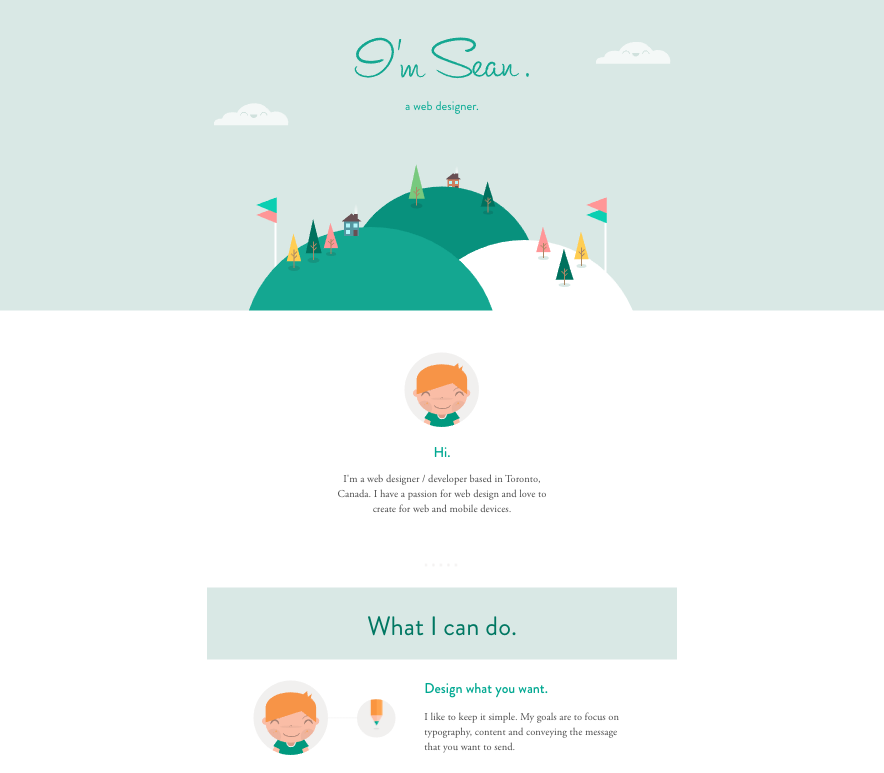 I'm Sean.
a web designer.
Hi.
I'm a web designer / developer based in Toronto,
Canada. I have a passion for web design and love to
create for web and mobile devices.
What I can do.
Design what you want.
I like to keep it simple. My goals are to focus on
typography, content and conveying the message
that you want to send.